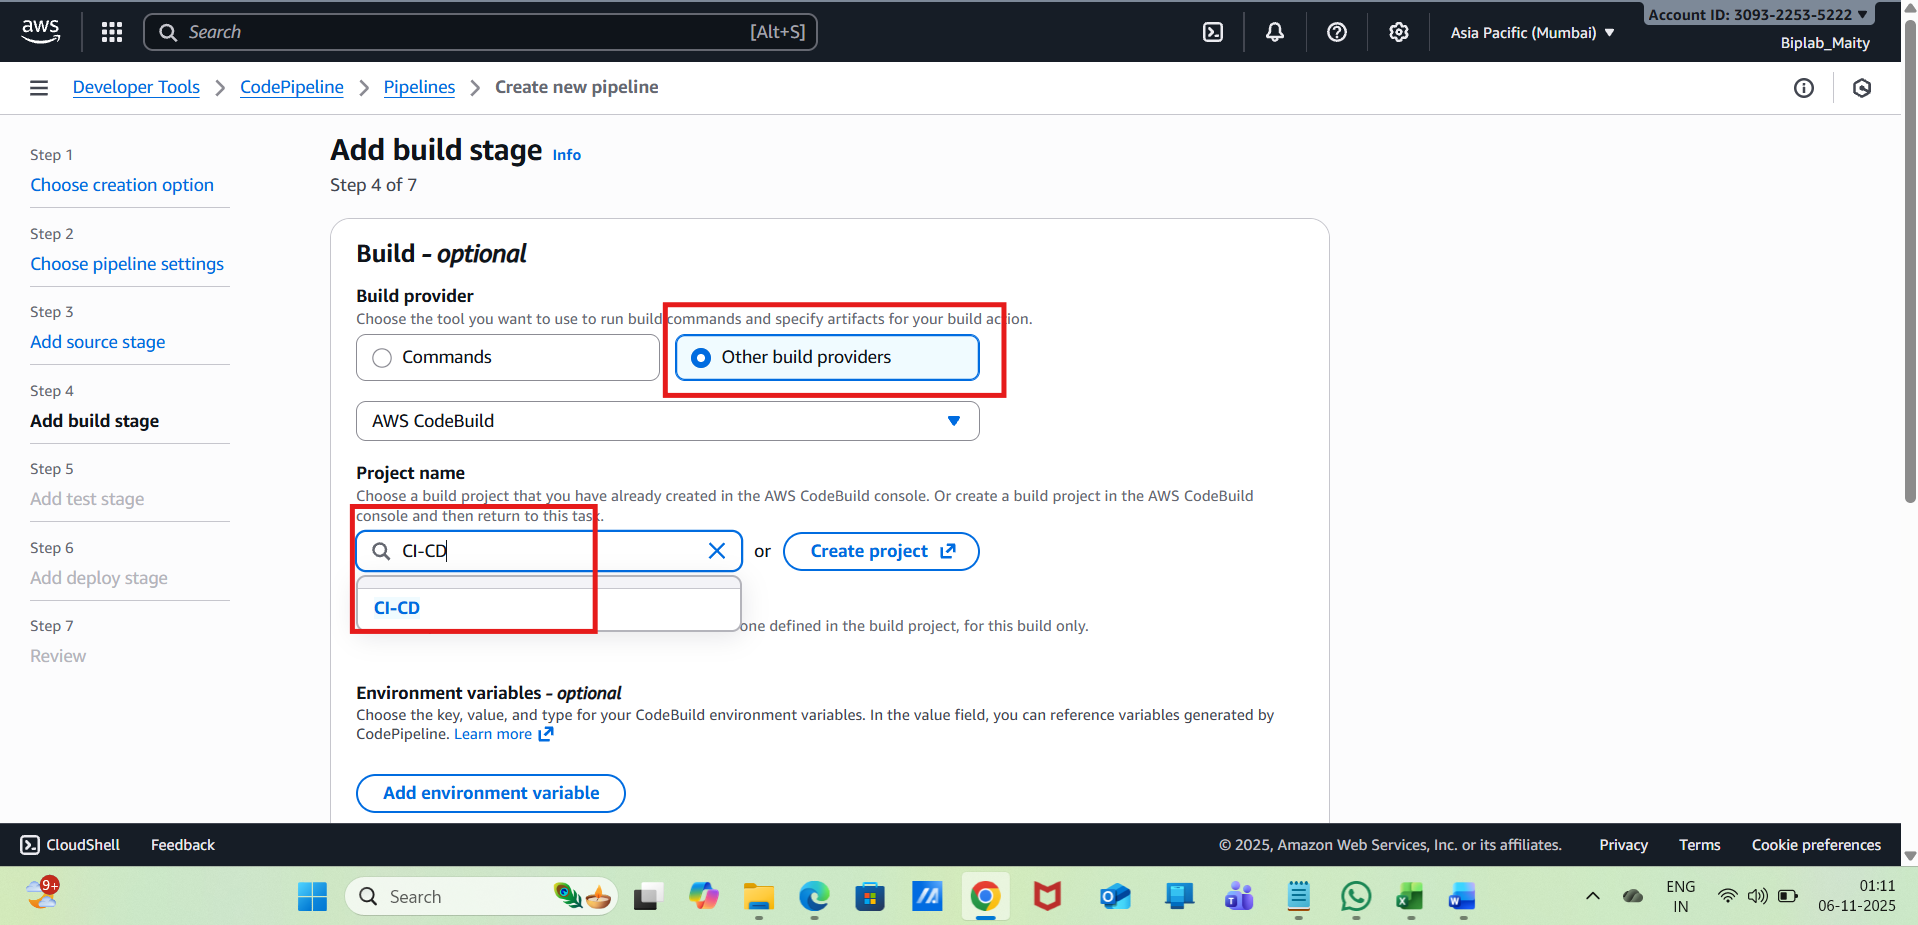 aws
Search
[Alt+S]
Asia Pacific (Mumbai)
Account ID: 3093-2253-5222
Biplab_Maity
Developer Tools
CodePipeline
Pipelines
Create new pipeline
Step 1
Choose creation option
Step 2
Choose pipeline settings
Step 3
Add source stage
Step 4
Add build stage
Step 5
Add test stage
Step 6
Add deploy stage
Step 7
Review
Add build stage Info
Step 4 of 7
Build - optional
Build provider
Choose the tool you want to use to run build commands and specify artifacts for your build action.
Commands
Other build providers
AWS CodeBuild
Project name
Choose a build project that you have already created in the AWS CodeBuild console. Or create a build project in the AWS CodeBuild
console and then return to this task.
CI-CD
or
Create project
CI-CD
one defined in the build project, for this build only.
Environment variables - optional
Choose the key, value, and type for your CodeBuild environment variables. In the value field, you can reference variables generated by
CodePipeline. Learn more
Add environment variable
CloudShell
Feedback
© 2025, Amazon Web Services, Inc. or its affiliates.
Privacy
Terms
Cookie preferences
9+
Search
ENG
IN
01:11
06-11-2025